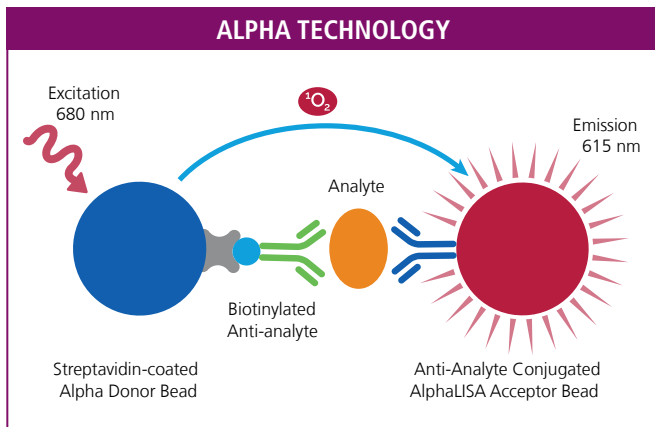 ALPHA TECHNOLOGY
Excitation
680 nm
¹O₂
Emission
615 nm
Analyte
Biotinylated
Anti-analyte
Streptavidin-coated
Alpha Donor Bead
Anti-Analyte Conjugated
AlphaLISA Acceptor Bead